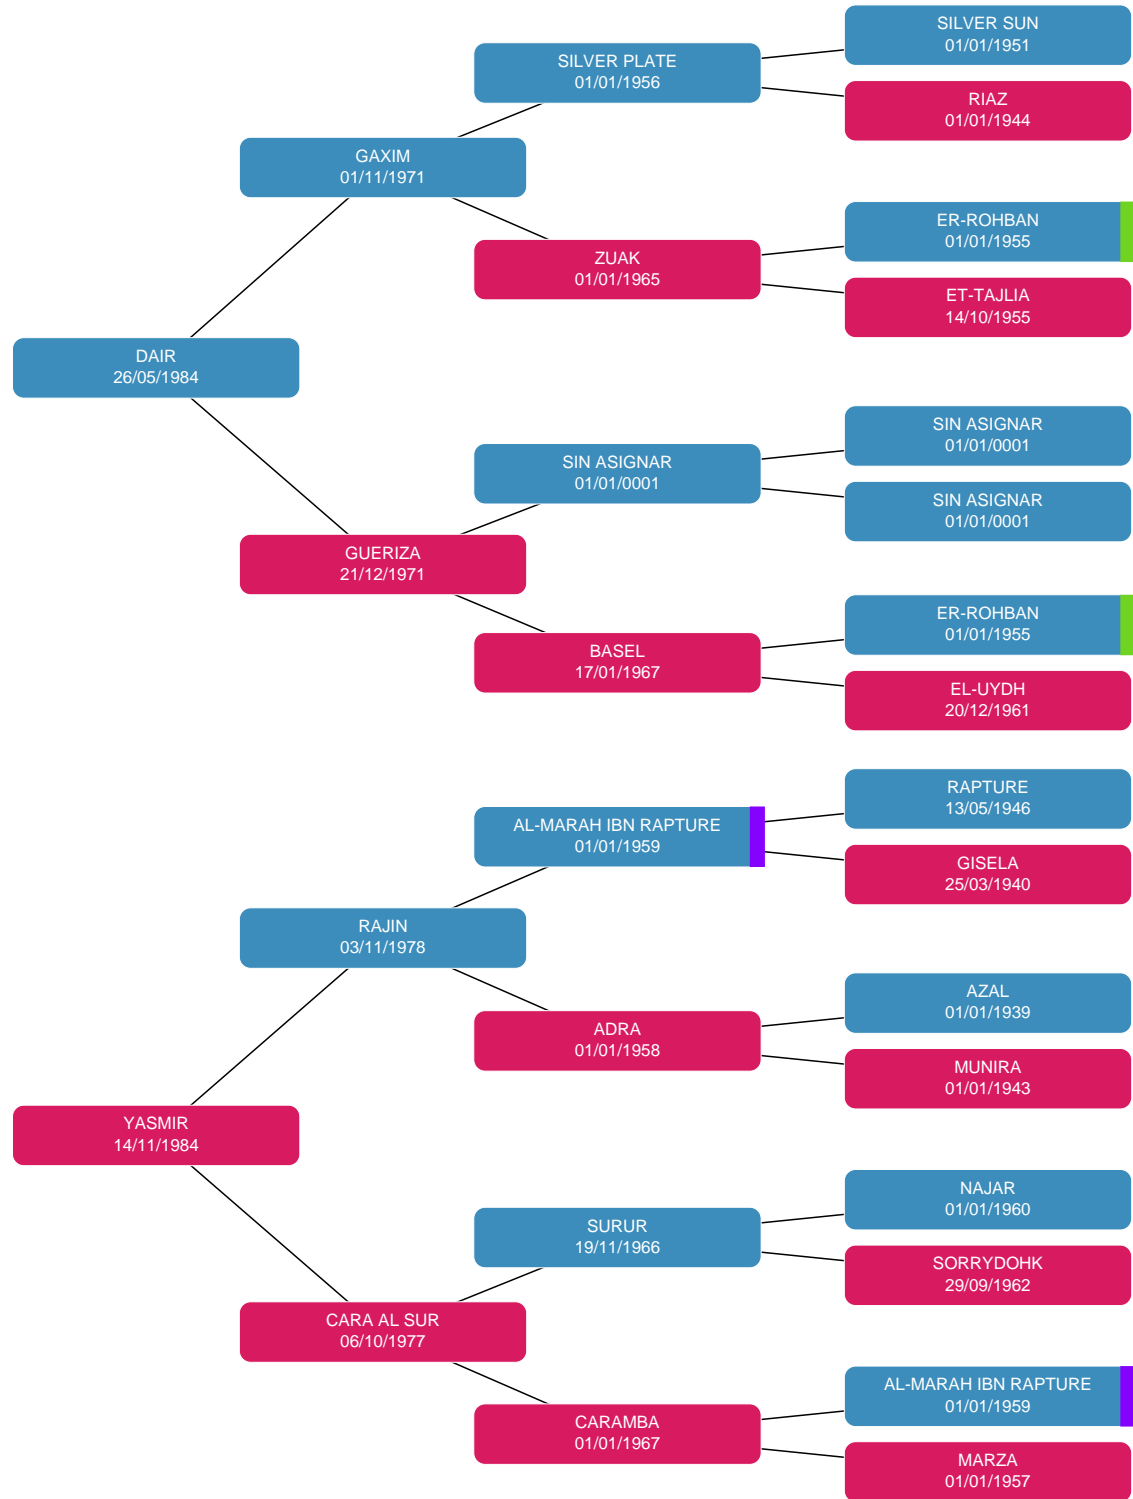 SILVER SUN
01/01/1951
SILVER PLATE
01/01/1956
RIAZ
01/01/1944
GAXIM
01/11/1971
ER-ROHBAN
01/01/1955
ZUAK
01/01/1965
ET-TAJLIA
14/10/1955
DAIR
26/05/1984
SIN ASIGNAR
01/01/0001
SIN ASIGNAR
01/01/0001
SIN ASIGNAR
01/01/0001
GUERIZA
21/12/1971
ER-ROHBAN
01/01/1955
BASEL
17/01/1967
EL-UYDH
20/12/1961
RAPTURE
13/05/1946
AL-MARAH IBN RAPTURE
01/01/1959
GISELA
25/03/1940
RAJIN
03/11/1978
AZAL
01/01/1939
ADRA
01/01/1958
MUNIRA
01/01/1943
YASMIR
14/11/1984
NAJAR
01/01/1960
SURUR
19/11/1966
SORRYDOHK
29/09/1962
CARA AL SUR
06/10/1977
AL-MARAH IBN RAPTURE
01/01/1959
CARAMBA
01/01/1967
MARZA
01/01/1957